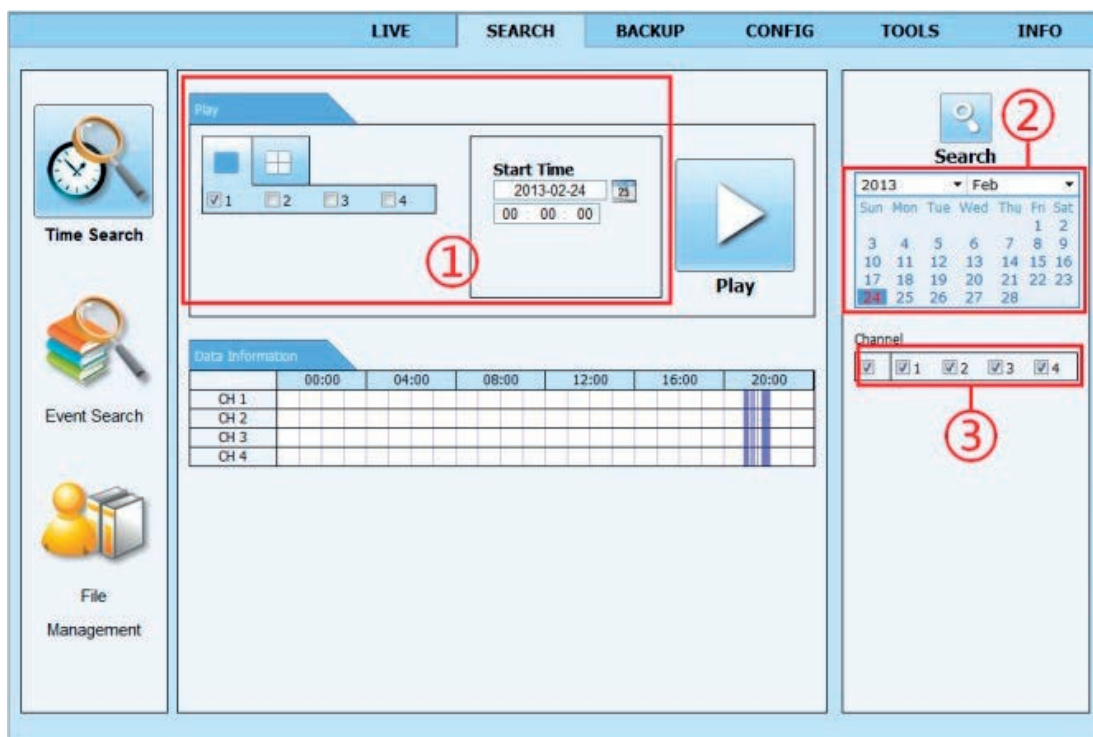 LIVE SEARCH BACKUP CONFIG TOOLS INFO
Time Search
Event Search
File
Management
Play
1 2 3 4
Start Time
2013-02-24 25
00 : 00 : 00
①
Play
Data Information
00:00 04:00 08:00 12:00 16:00 20:00
CH 1
CH 2
CH 3
CH 4
②
Search
2013 Feb
Sun Mon Tue Wed Thu Fri Sat
1 2
3 4 5 6 7 8 9
10 11 12 13 14 15 16
17 18 19 20 21 22 23
24 25 26 27 28
Channel
1 2 3 4
③